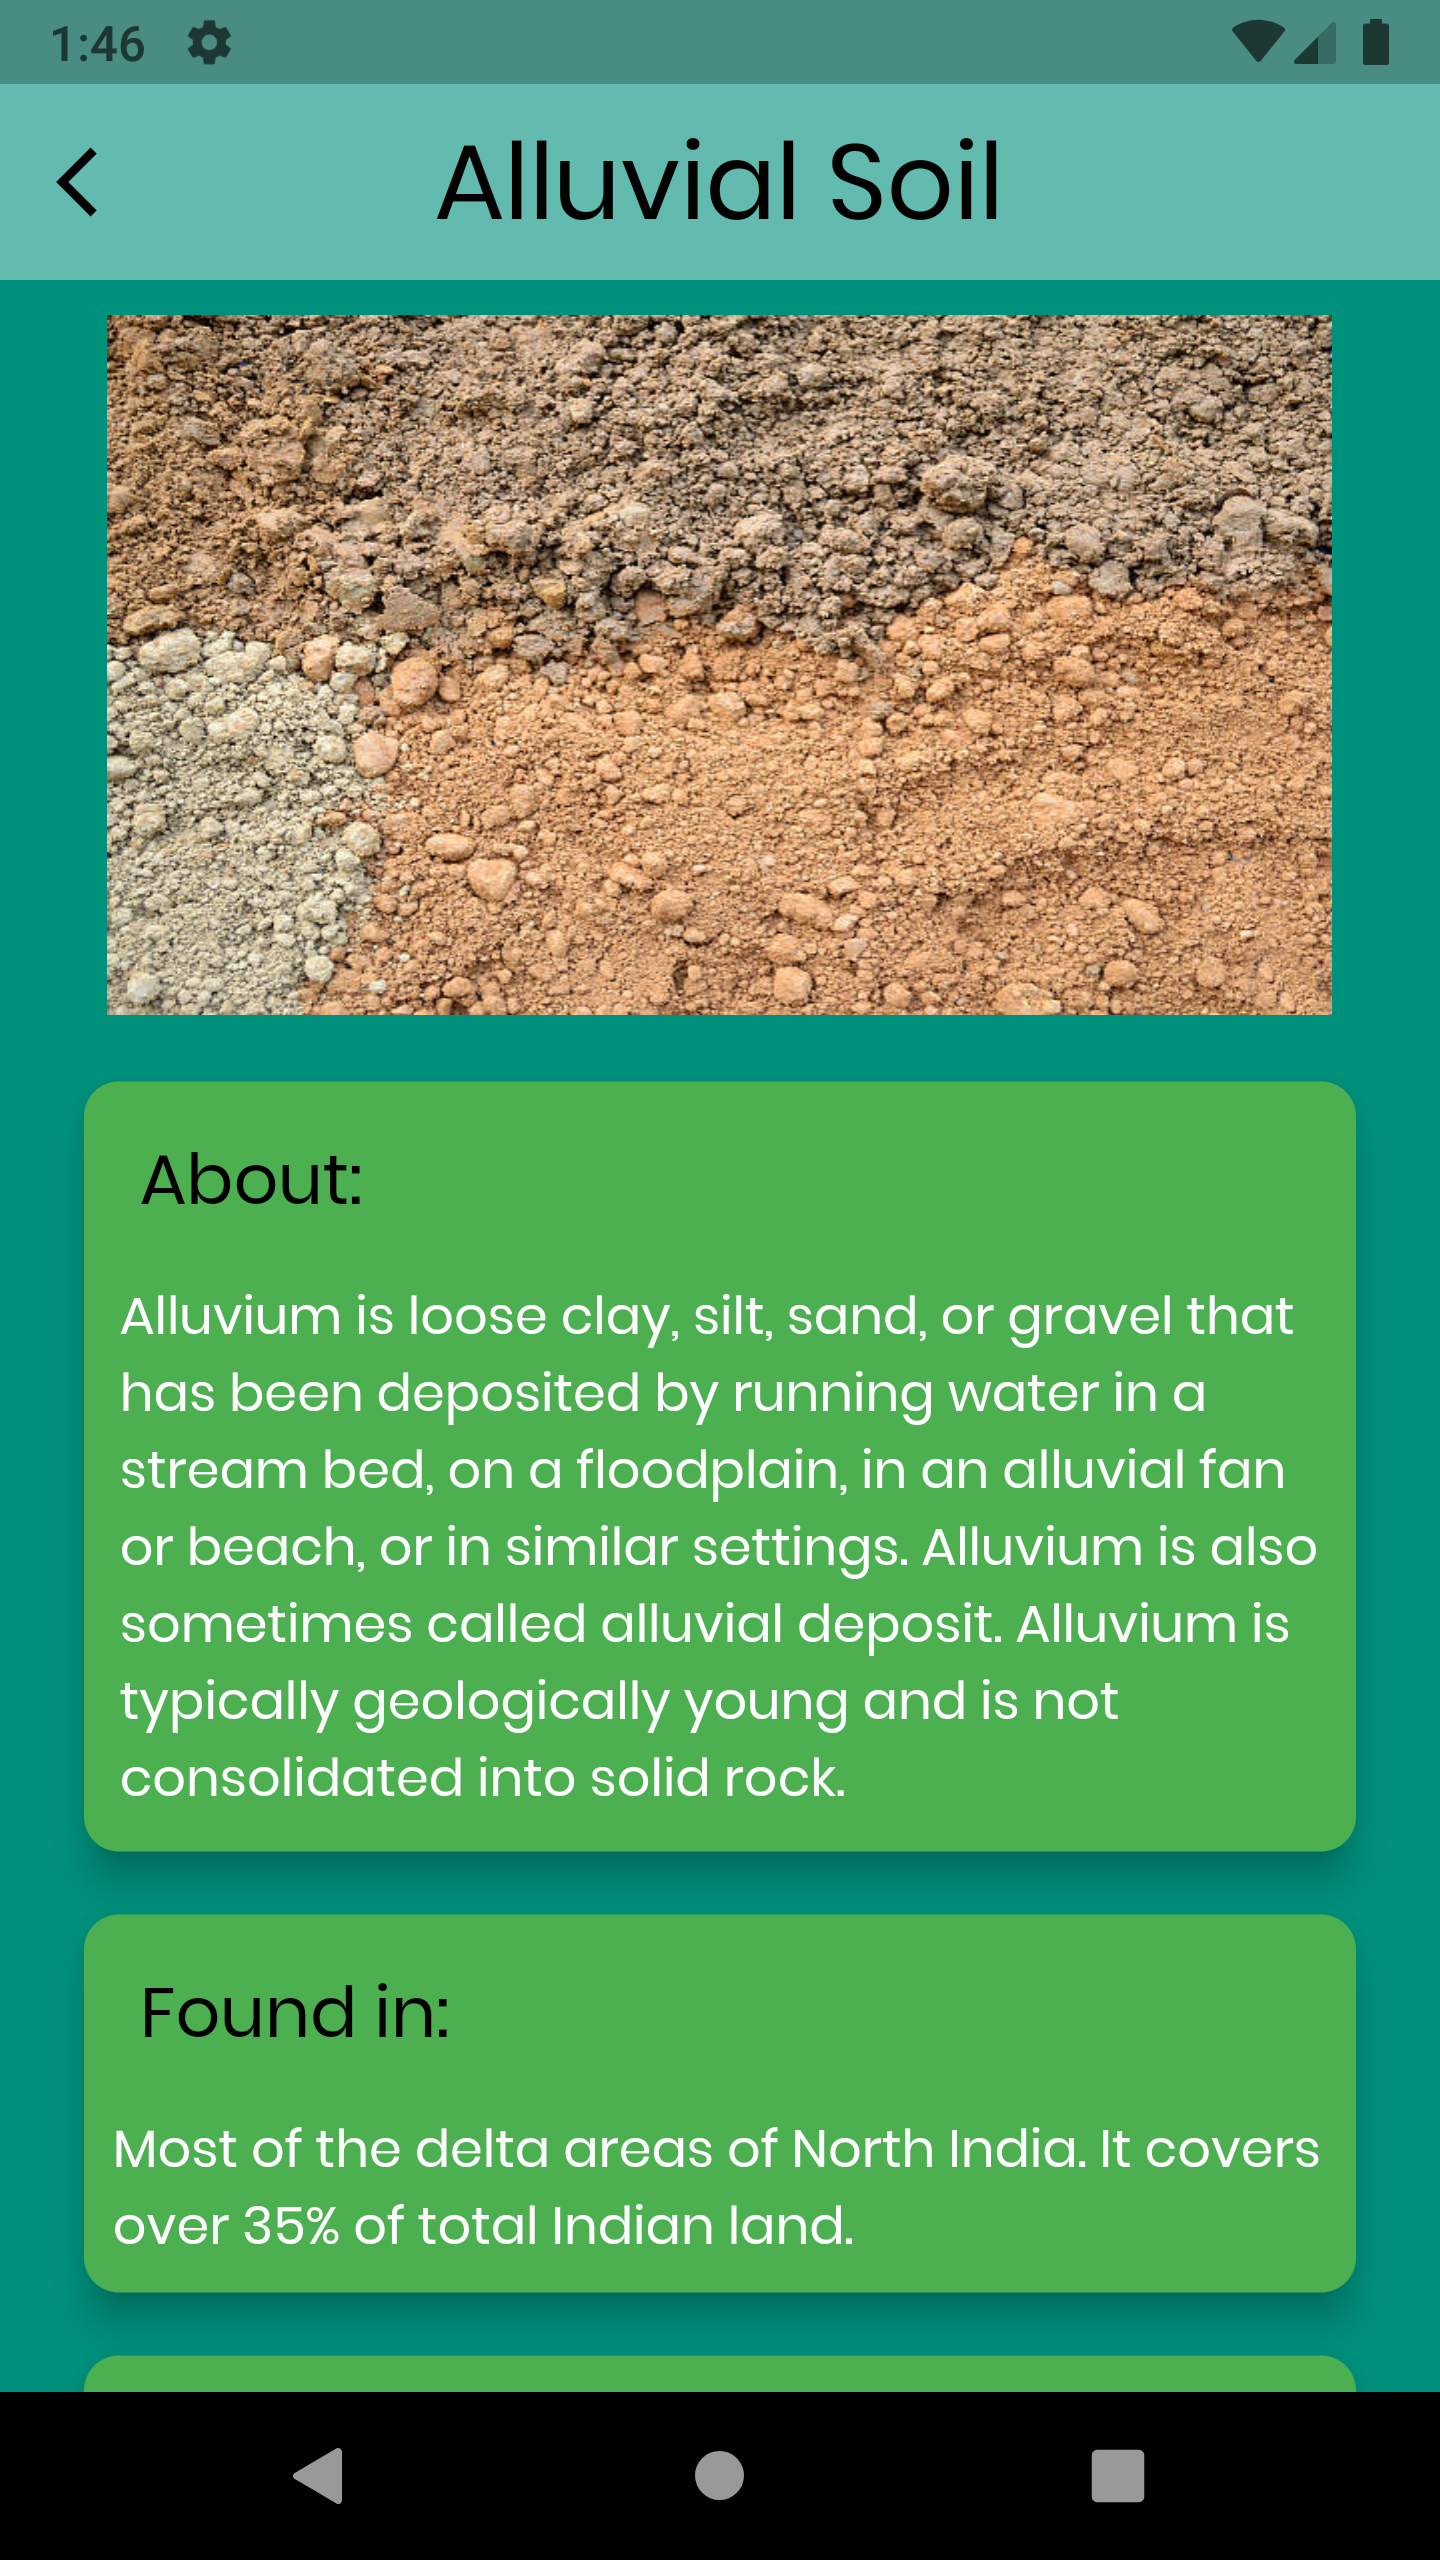 1:46
Alluvial Soil
About:
Alluvium is loose clay, silt, sand, or gravel that
has been deposited by running water in a
stream bed, on a floodplain, in an alluvial fan
or beach, or in similar settings. Alluvium is also
sometimes called alluvial deposit. Alluvium is
typically geologically young and is not
consolidated into solid rock.
Found in:
Most of the delta areas of North India. It covers
over 35% of total Indian land.